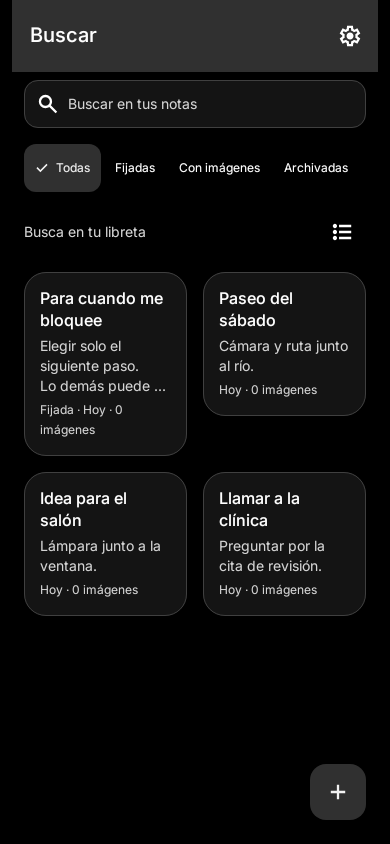 Buscar
Buscar en tus notas
Todas
Fijadas
Con imágenes
Archivadas
Busca en tu libreta
Para cuando me
bloquee
Elegir solo el
siguiente paso.
Lo demás puede ...
Fijada · Hoy · 0
imágenes
Paseo del
sábado
Cámara y ruta junto
al río.
Hoy · 0 imágenes
Idea para el
salón
Lámpara junto a la
ventana.
Hoy · 0 imágenes
Llamar a la
clínica
Preguntar por la
cita de revisión.
Hoy · 0 imágenes